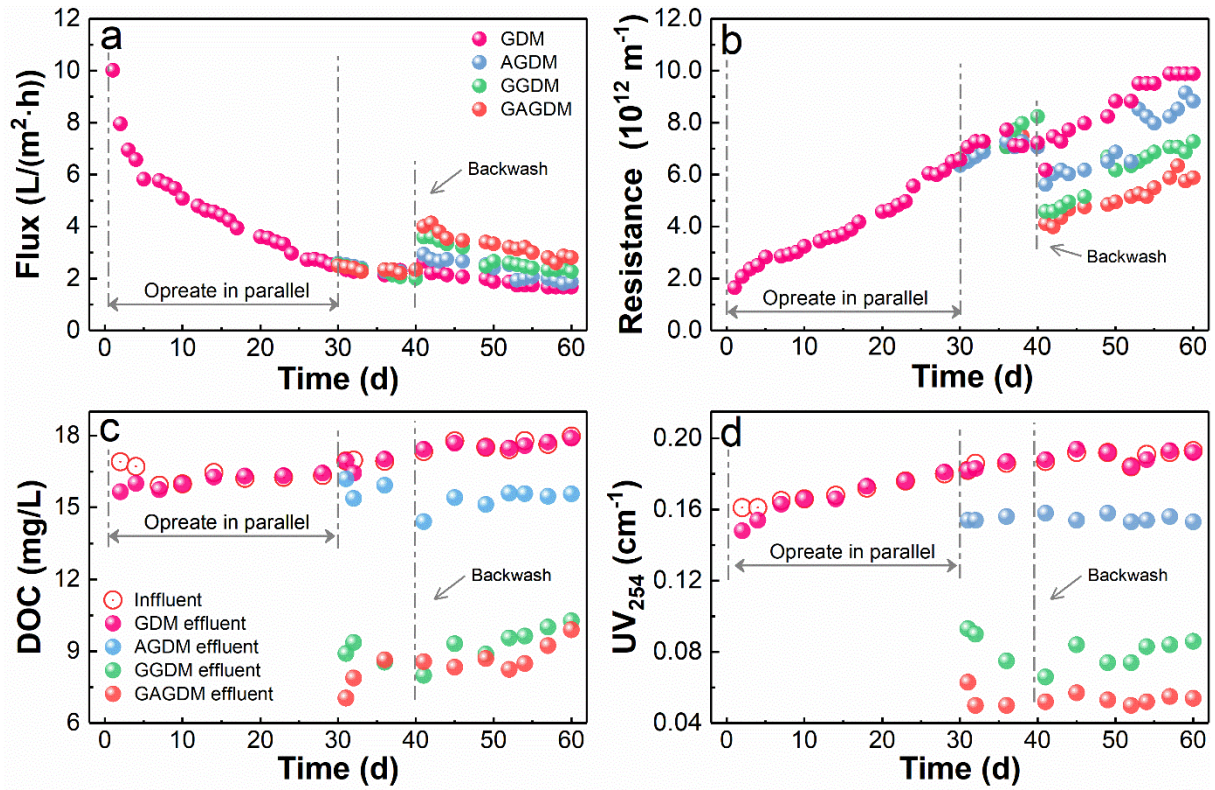 a
Flux (L/(m²·h))
12
10
8
6
4
2
0
GDM
AGDM
GGDM
GAGDM
Backwash
Opreate in parallel
0 10 20 30 40 50 60
Time (d)
b
Resistance (10¹² m⁻¹)
12
10
8.0
6.0
4.0
2.0
0.0
Backwash
Opreate in parallel
0 10 20 30 40 50 60
Time (d)
c
DOC (mg/L)
18
15
12
9
6
Opreate in parallel
Backwash
Inffluent
GDM effluent
AGDM effluent
GGDM effluent
GAGDM effluent
0 10 20 30 40 50 60
Time (d)
d
UV₂₅₄ (cm⁻¹)
0.20
0.16
0.12
0.08
0.04
Opreate in parallel
Backwash
0 10 20 30 40 50 60
Time (d)